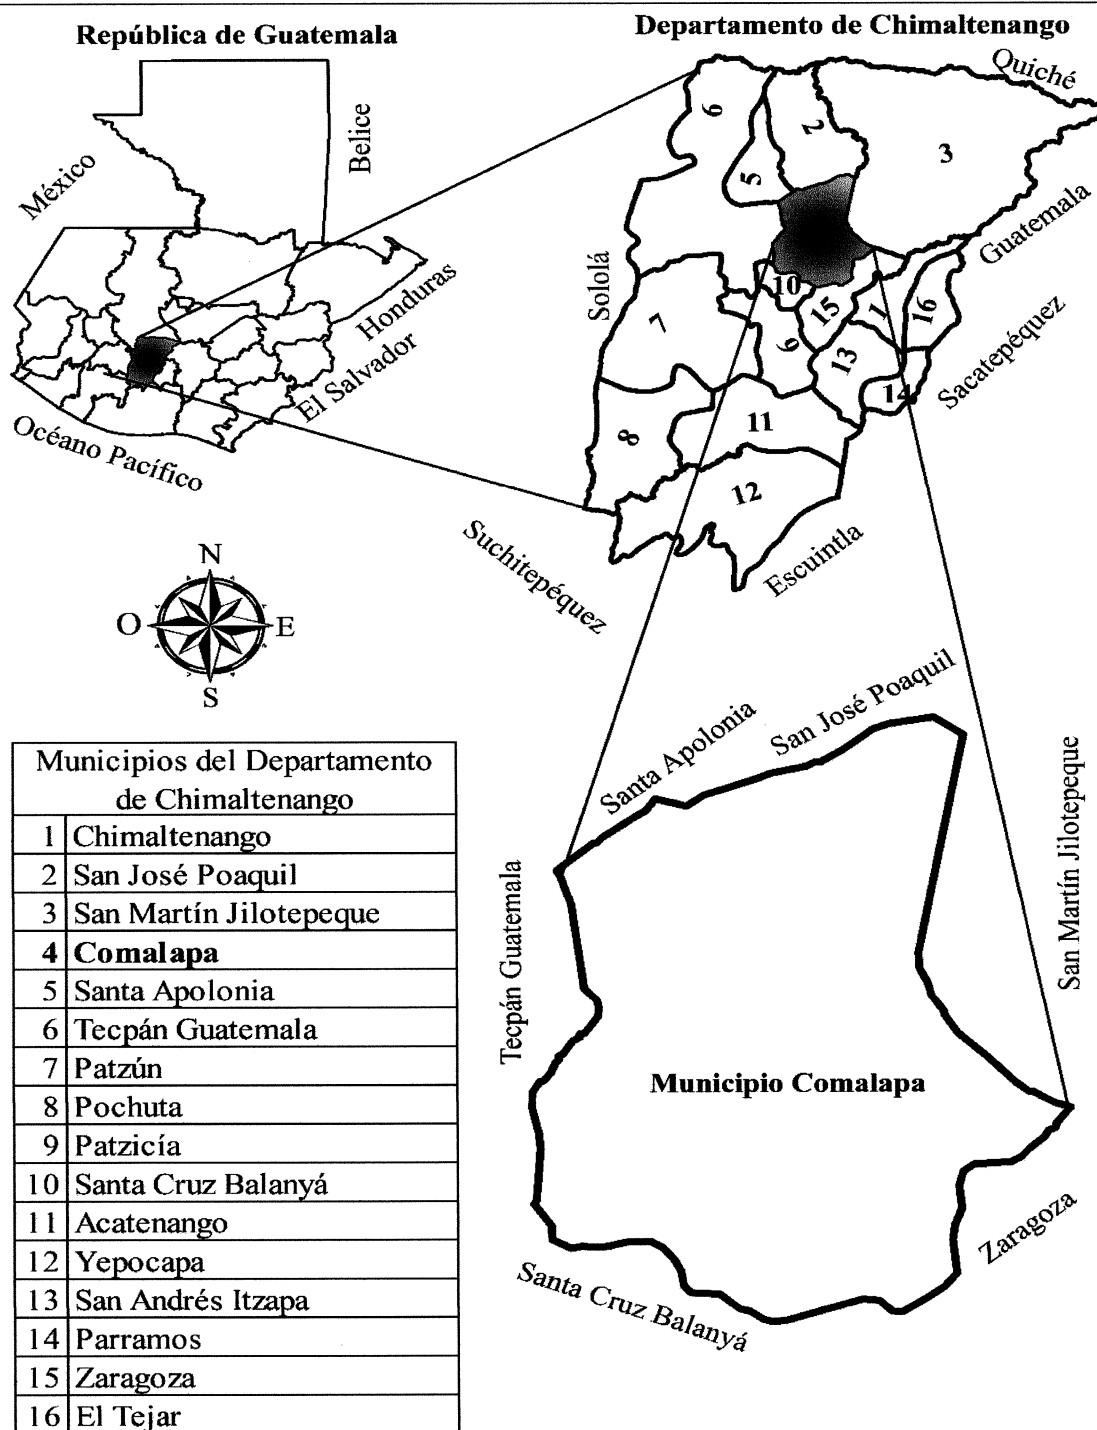 República de Guatemala
México
Belice
Honduras
El Salvador
Océano Pacífico
Departamento de Chimaltenango
Quiché
6
2
3
5
Guatemala
Sololá
10
7
15
1
16
9
13
Sacatepéquez
14
8
11
12
Suchitepéquez
Escuintla
N
O
E
S
Municipios del Departamento
de Chimaltenango
1 Chimaltenango
2 San José Poaquil
3 San Martín Jilotepeque
4 Comalapa
5 Santa Apolonia
6 Tecpán Guatemala
7 Patzún
8 Pochuta
9 Patzicía
10 Santa Cruz Balanyá
11 Acatenango
12 Yepocapa
13 San Andrés Itzapa
14 Parramos
15 Zaragoza
16 El Tejar
Santa Apolonia
San José Poaquil
San Martín Jilotepeque
Tecpán Guatemala
Municipio Comalapa
Zaragoza
Santa Cruz Balanyá